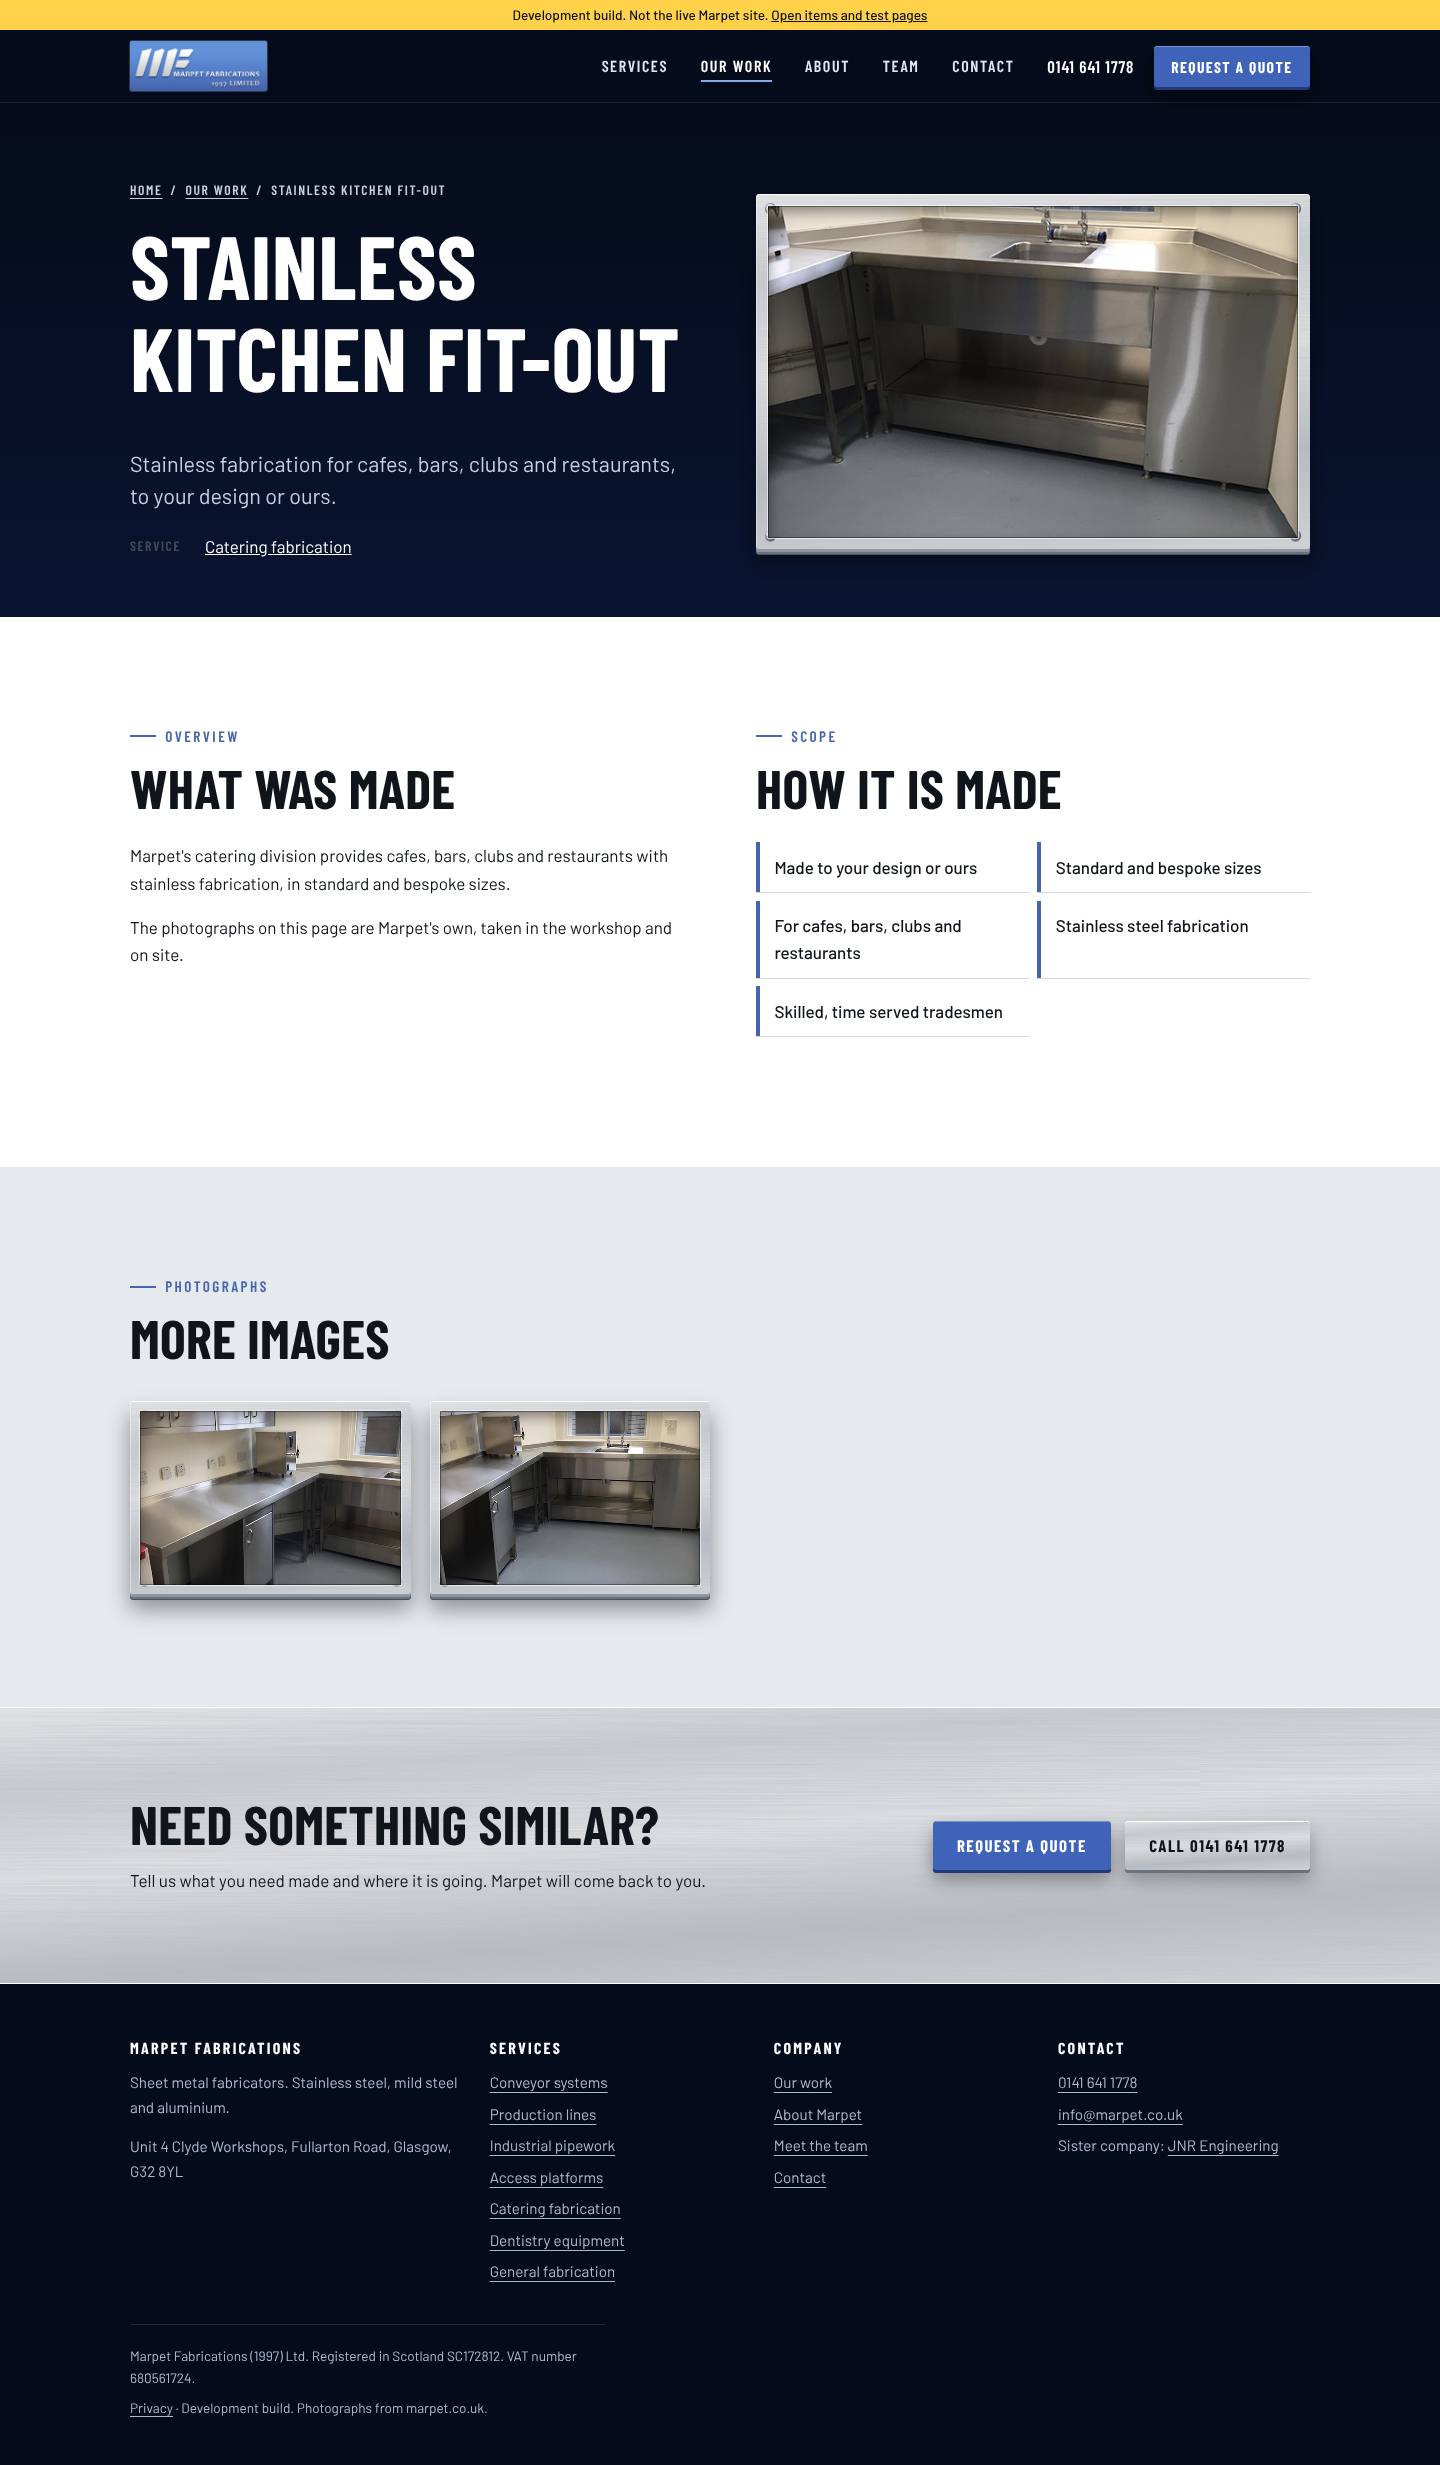 Development build. Not the live Marpet site. Open items and test pages
MF MARPET FABRICATIONS
1997 LIMITED
SERVICES OUR WORK ABOUT TEAM CONTACT 0141 641 1778 REQUEST A QUOTE
HOME / OUR WORK / STAINLESS KITCHEN FIT-OUT
STAINLESS
KITCHEN FIT-OUT
Stainless fabrication for cafes, bars, clubs and restaurants,
to your design or ours.
SERVICE Catering fabrication
OVERVIEW
WHAT WAS MADE
Marpet's catering division provides cafes, bars, clubs and restaurants with
stainless fabrication, in standard and bespoke sizes.
The photographs on this page are Marpet's own, taken in the workshop and
on site.
SCOPE
HOW IT IS MADE
Made to your design or ours
Standard and bespoke sizes
For cafes, bars, clubs and
restaurants
Stainless steel fabrication
Skilled, time served tradesmen
PHOTOGRAPHS
MORE IMAGES
NEED SOMETHING SIMILAR?
Tell us what you need made and where it is going. Marpet will come back to you.
REQUEST A QUOTE
CALL 0141 641 1778
MARPET FABRICATIONS
Sheet metal fabricators. Stainless steel, mild steel
and aluminium.
Unit 4 Clyde Workshops, Fullarton Road, Glasgow,
G32 8YL
SERVICES
Conveyor systems
Production lines
Industrial pipework
Access platforms
Catering fabrication
Dentistry equipment
General fabrication
COMPANY
Our work
About Marpet
Meet the team
Contact
CONTACT
0141 641 1778
info@marpet.co.uk
Sister company: JNR Engineering
Marpet Fabrications (1997) Ltd. Registered in Scotland SC172812. VAT number
680561724.
Privacy · Development build. Photographs from marpet.co.uk.